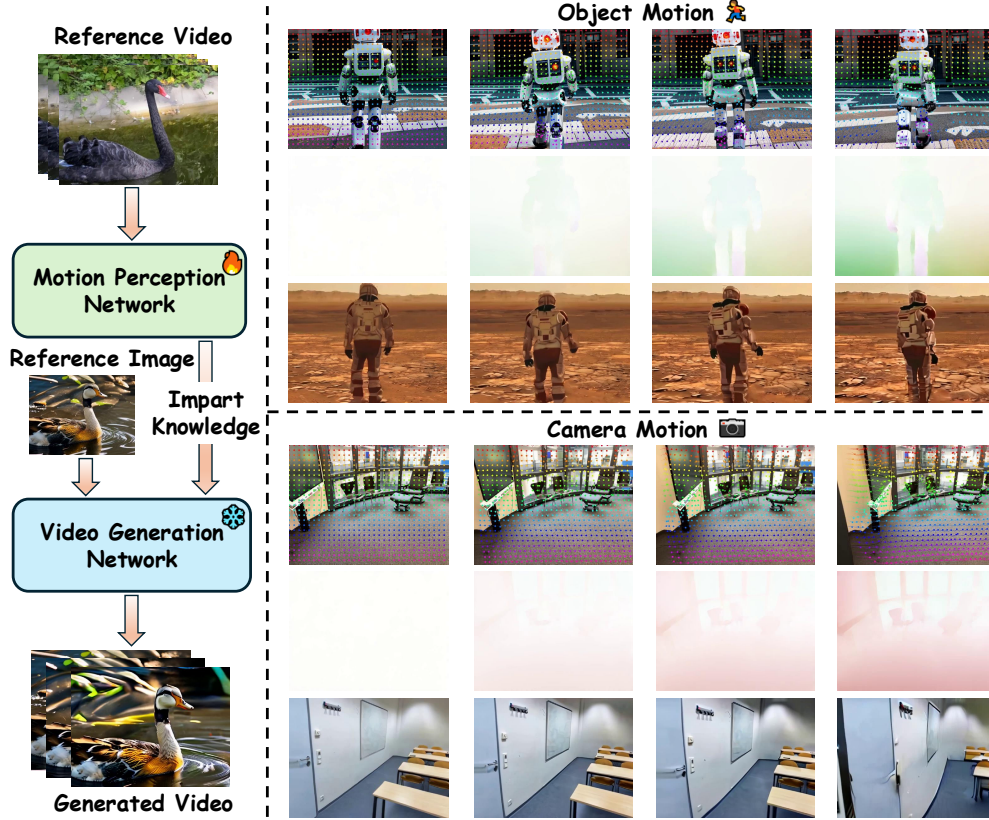 Reference Video
Motion Perception
Network
Reference Image
Impart
Knowledge
Video Generation
Network
Generated Video
Object Motion
Camera Motion